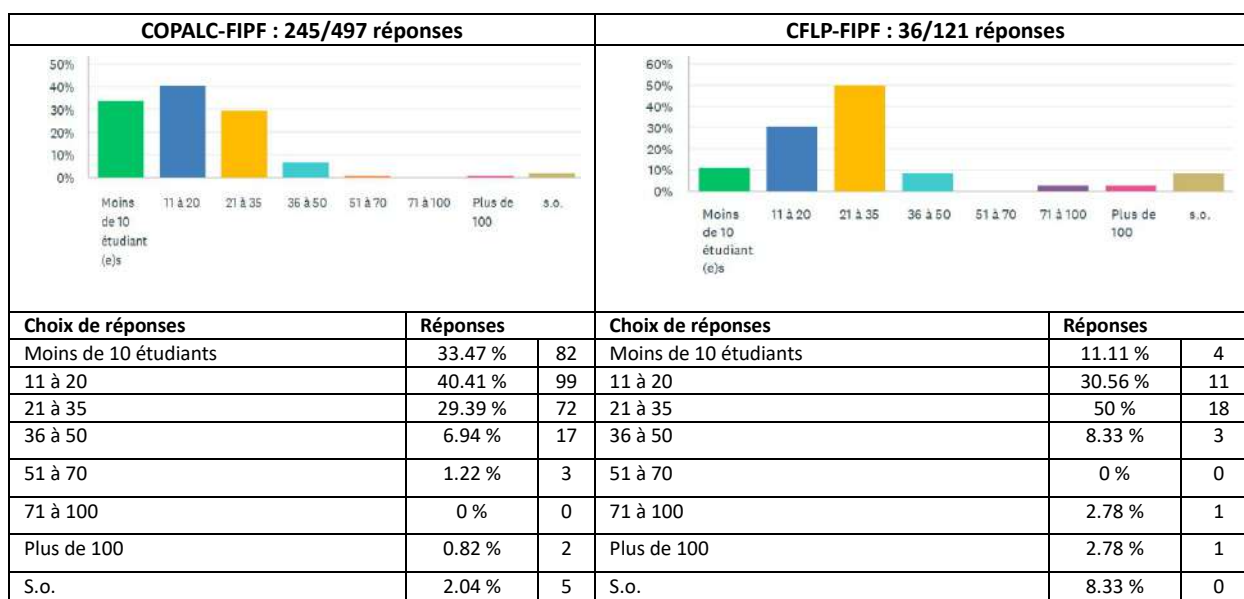 COPALC-FIPF : 245/497 réponses
50%
40%
30%
20%
10%
0%
Moins de 10 étudiant (e)s
11 à 20
21 à 35
36 à 50
51 à 70
71 à 100
Plus de 100
s.o.
CFLP-FIPF : 36/121 réponses
60%
50%
40%
30%
20%
10%
0%
Moins de 10 étudiant (e)s
11 à 20
21 à 35
36 à 50
51 à 70
71 à 100
Plus de 100
s.o.
Choix de réponses Réponses Choix de réponses Réponses
Moins de 10 étudiants 33.47 % 82 Moins de 10 étudiants 11.11 % 4
11 à 20 40.41 % 99 11 à 20 30.56 % 11
21 à 35 29.39 % 72 21 à 35 50 % 18
36 à 50 6.94 % 17 36 à 50 8.33 % 3
51 à 70 1.22 % 3 51 à 70 0 % 0
71 à 100 0 % 0 71 à 100 2.78 % 1
Plus de 100 0.82 % 2 Plus de 100 2.78 % 1
S.o. 2.04 % 5 S.o. 8.33 % 0